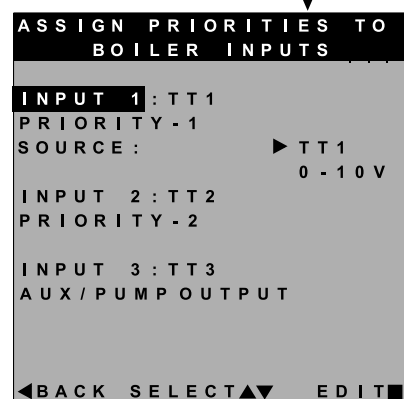 ASSIGN PRIORITIES TO
BOILER INPUTS
INPUT 1:TT1
PRIORITY-1
SOURCE: ▶TT1
0-10V
INPUT 2:TT2
PRIORITY-2
INPUT 3:TT3
AUX/PUMP OUTPUT
◀BACK SELECT▲▼ EDIT■